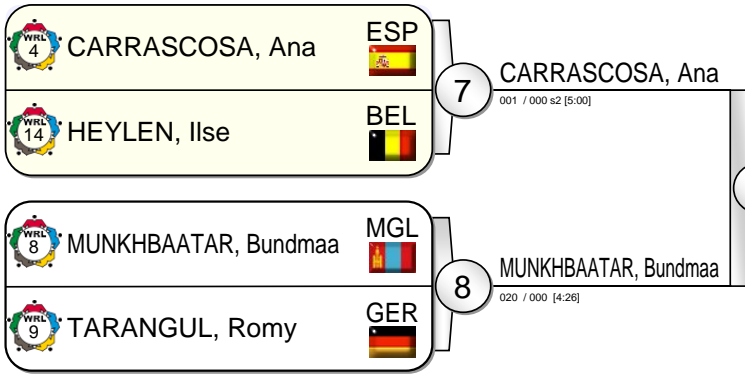 WRL
4
CARRASCOSA, Ana
ESP
WRL
14
HEYLEN, Ilse
BEL
7
CARRASCOSA, Ana
001 / 000 s2 [5:00]
WRL
8
MUNKHBAATAR, Bundmaa
MGL
WRL
9
TARANGUL, Romy
GER
8
MUNKHBAATAR, Bundmaa
020 / 000 [4:26]